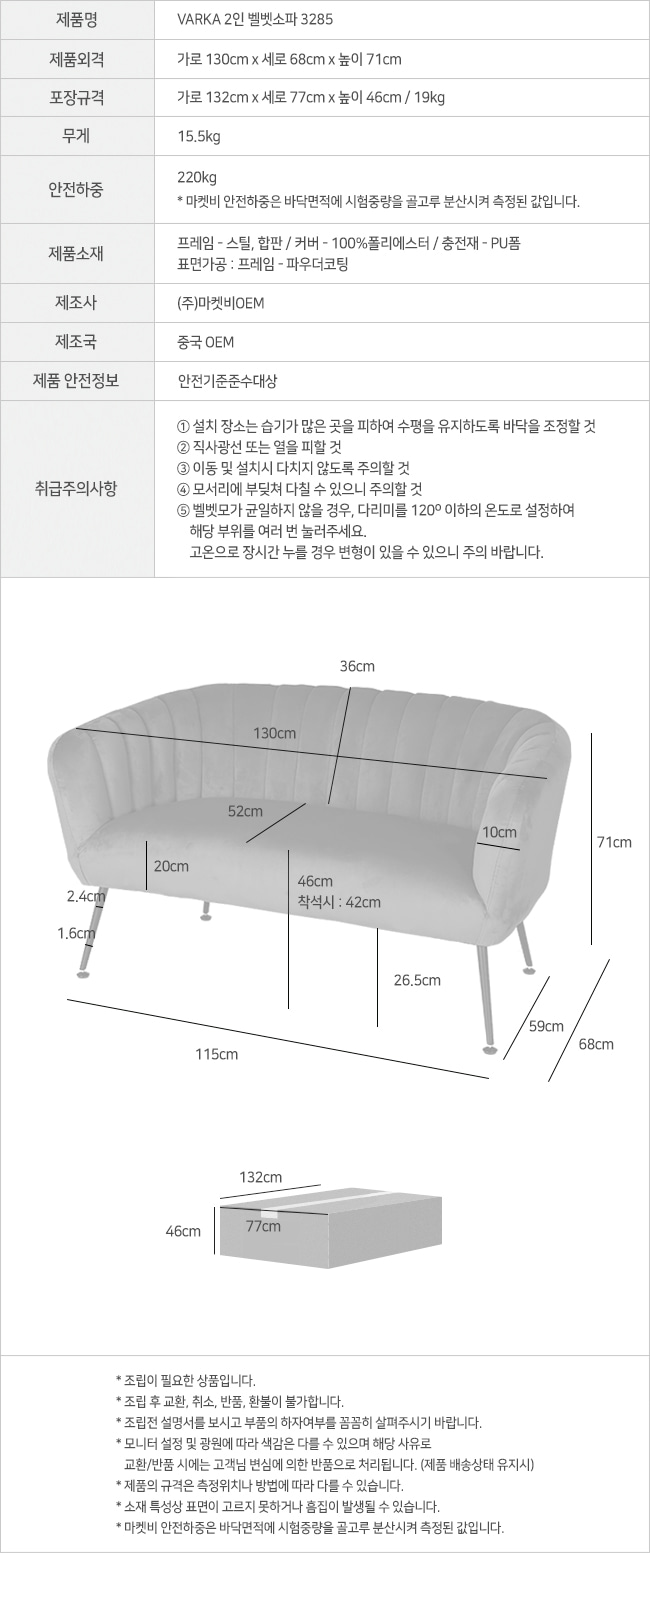 제품명
VARKA 2인 벨벳소파 3285
제품외격
가로 130cm x 세로 68cm x 높이 71cm
포장규격
가로 132cm x 세로 77cm x 높이 46cm / 19kg
무게
15.5kg
안전하중
220kg
* 마켓비 안전하중은 바닥면적에 시험중량을 골고루 분산시켜 측정된 값입니다.
제품소재
프레임 - 스틸, 합판 / 커버 - 100%폴리에스터 / 충전재 - PU폼
표면가공 : 프레임 - 파우더코팅
제조사
(주)마켓비OEM
제조국
중국 OEM
제품 안전정보
안전기준준수대상
취급주의사항
① 설치 장소는 습기가 많은 곳을 피하여 수평을 유지하도록 바닥을 조정할 것
② 직사광선 또는 열을 피할 것
③ 이동 및 설치시 다치지 않도록 주의할 것
④ 모서리에 부딪쳐 다칠 수 있으니 주의할 것
⑤ 벨벳모가 균일하지 않을 경우, 다리미를 120º 이하의 온도로 설정하여
해당 부위를 여러 번 눌러주세요.
고온으로 장시간 누를 경우 변형이 있을 수 있으니 주의 바랍니다.
36cm
130cm
52cm
10cm
71cm
20cm
46cm
착석시 : 42cm
2.4cm
1.6cm
26.5cm
59cm
68cm
115cm
132cm
77cm
46cm
* 조립이 필요한 상품입니다.
* 조립 후 교환, 취소, 반품, 환불이 불가합니다.
* 조립전 설명서를 보시고 부품의 하자여부를 꼼꼼히 살펴주시기 바랍니다.
* 모니터 설정 및 광원에 따라 색감은 다를 수 있으며 해당 사유로
교환/반품 시에는 고객님 변심에 의한 반품으로 처리됩니다. (제품 배송상태 유지시)
* 제품의 규격은 측정위치나 방법에 따라 다를 수 있습니다.
* 소재 특성상 표면이 고르지 못하거나 흠집이 발생될 수 있습니다.
* 마켓비 안전하중은 바닥면적에 시험중량을 골고루 분산시켜 측정된 값입니다.